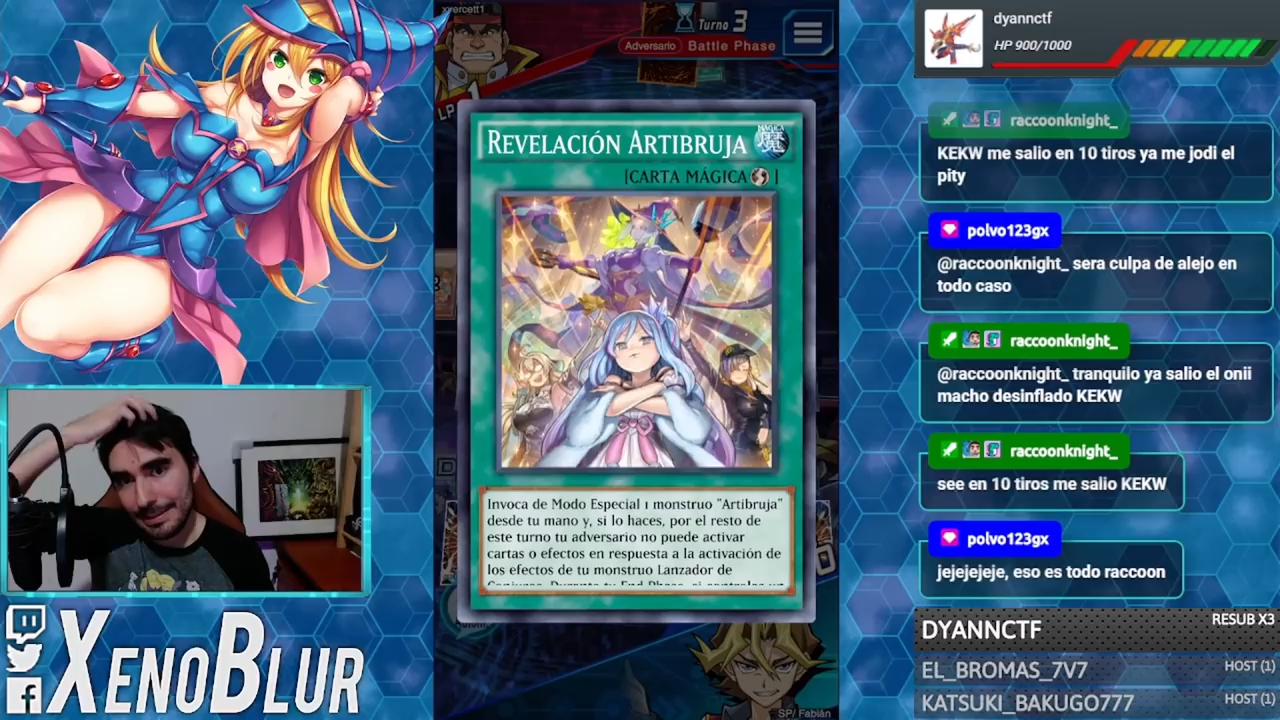 xxercett1
Turno 3
Adversario Battle Phase
LP
REVELACIÓN ARTIBRUJA
MÁGICA
[CARTA MÁGICA]
Invoca de Modo Especial 1 monstruo "Artibruja"
desde tu mano y, si lo haces, por el resto de
este turno tu adversario no puede activar
cartas o efectos en respuesta a la activación de
los efectos de tu monstruo Lanzador de
SP/ Fabián
XENOBLUR
dyannctf
HP 900/1000
raccoonknight_
KEKW me salio en 10 tiros ya me jodi el
pity
polvo123gx
@raccoonknight_ sera culpa de alejo en
todo caso
raccoonknight_
@raccoonknight_ tranquilo ya salio el onii
macho desinflado KEKW
raccoonknight_
see en 10 tiros me salio KEKW
polvo123gx
jejejejeje, eso es todo raccoon
DYANNCTF RESUB X3
EL_BROMAS_7V7 HOST (1)
KATSUKI_BAKUGO777 HOST (1)